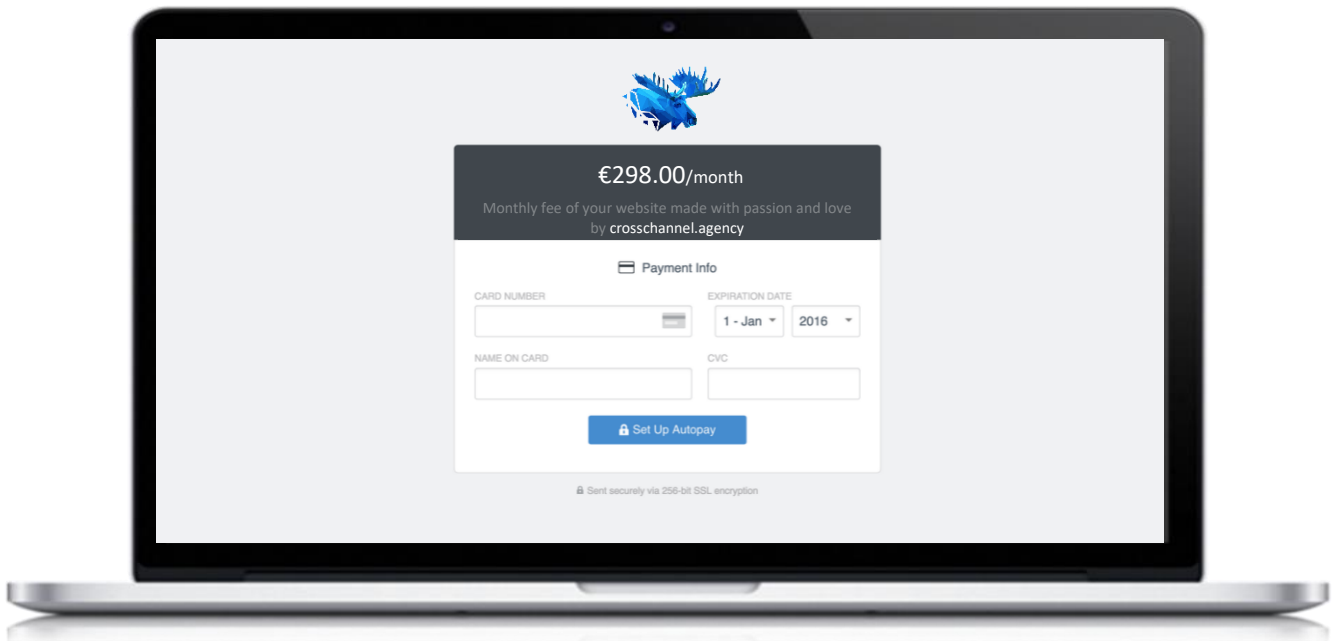 €298.00/month
Monthly fee of your website made with passion and love
by crosschannel.agency
Payment Info
CARD NUMBER
EXPIRATION DATE
1 - Jan
2016
NAME ON CARD
CVC
Set Up Autopay
Sent securely via 256-bit SSL encryption